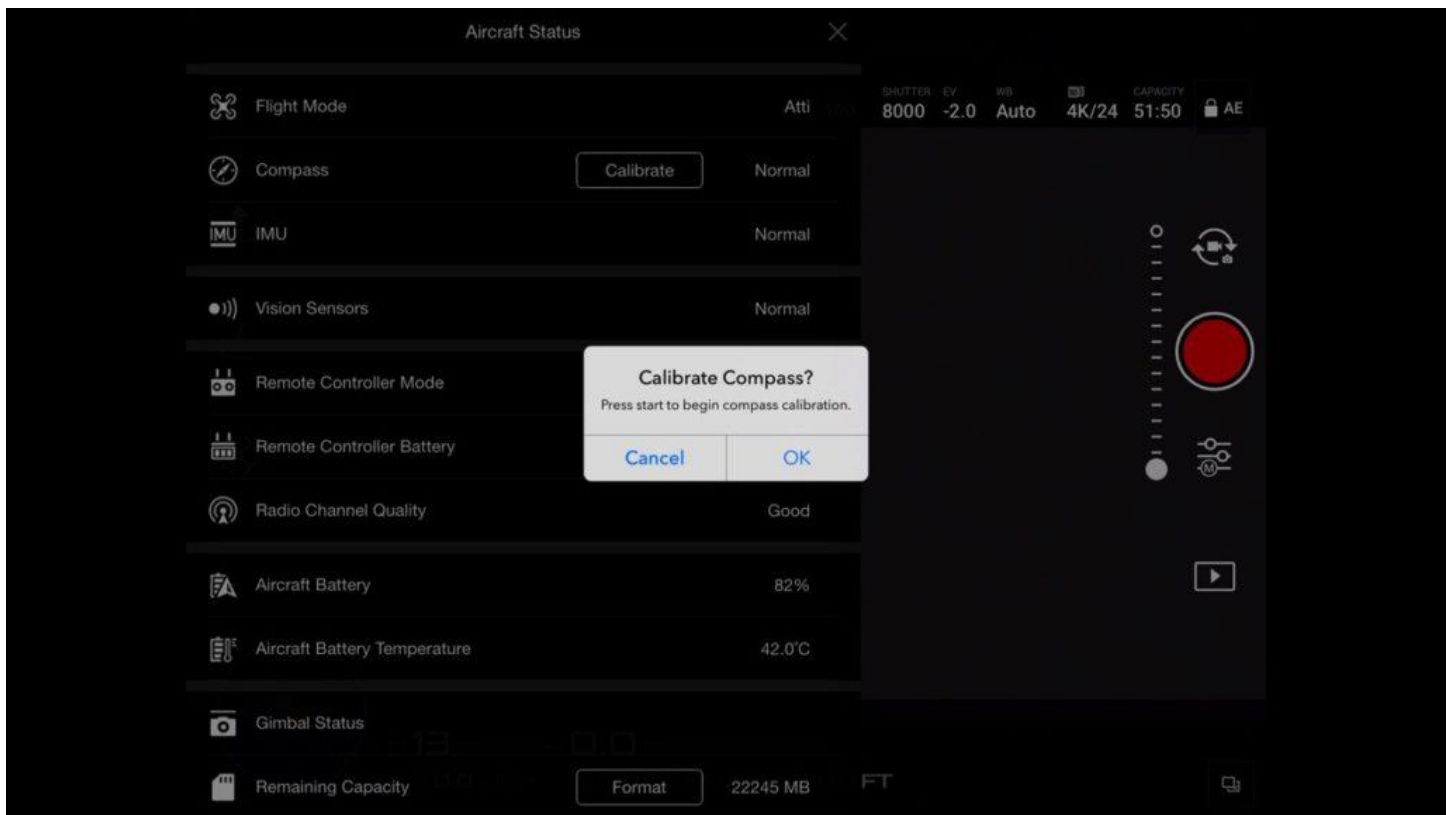 Aircraft Status
Flight Mode Atti
Compass Calibrate Normal
IMU IMU Normal
Vision Sensors Normal
Remote Controller Mode
Remote Controller Battery
Radio Channel Quality Good
Aircraft Battery 82%
Aircraft Battery Temperature 42.0°C
Gimbal Status
Remaining Capacity Format 22245 MB
Calibrate Compass?
Press start to begin compass calibration.
Cancel OK
SHUTTER EV WB CAPACITY
8000 -2.0 Auto 4K/24 51:50 AE
M
0.0
FT